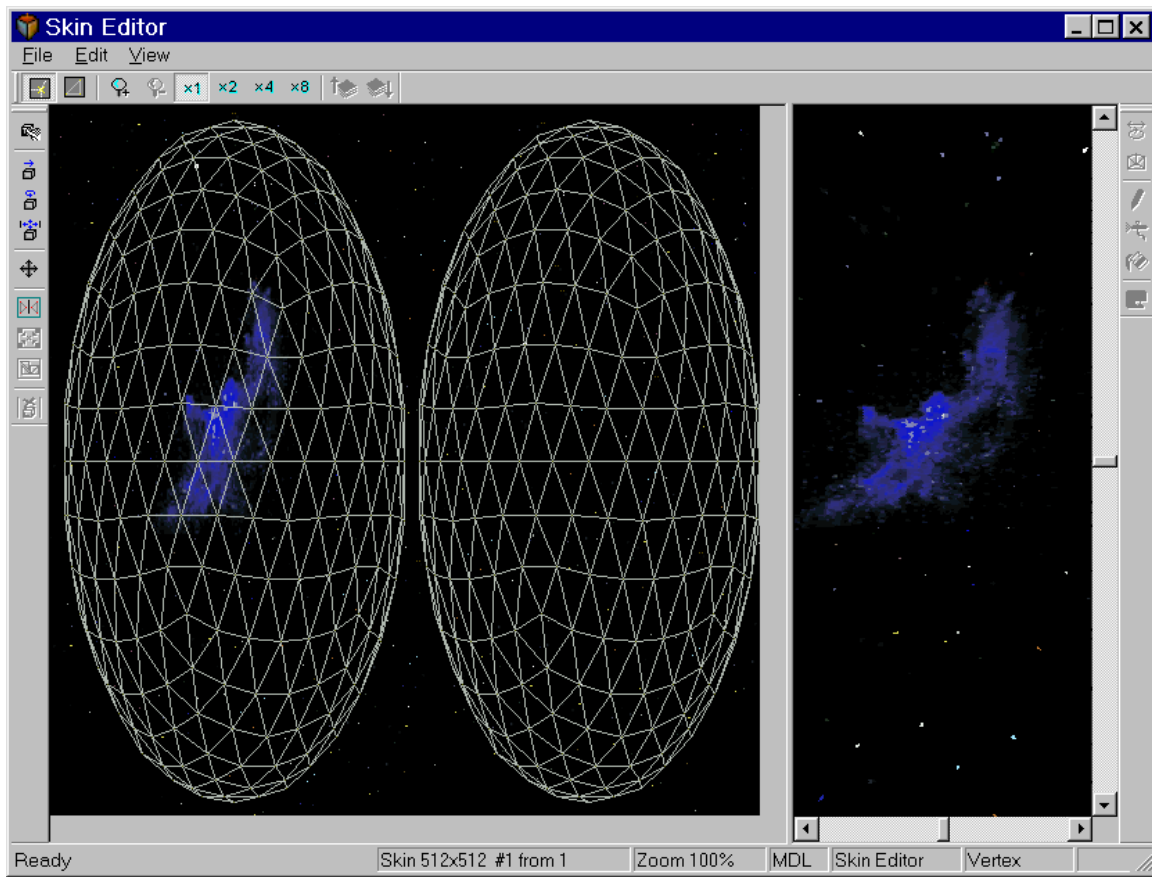 Skin Editor
File Edit View
×1 ×2 ×4 ×8
Ready Skin 512x512 #1 from 1 Zoom 100% MDL Skin Editor Vertex